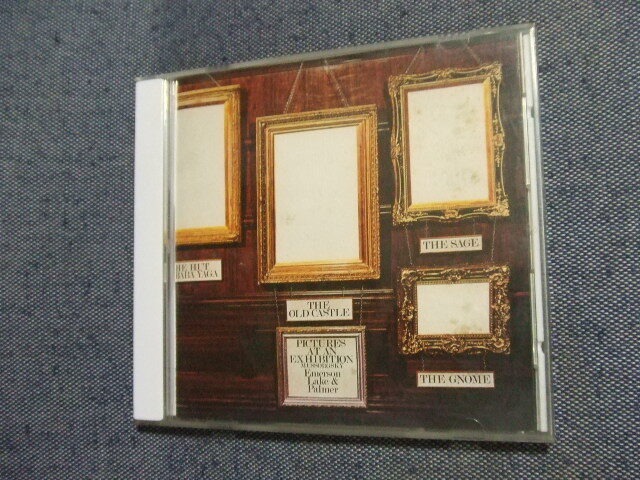 THE SAGE
HE HUT
BABA YAGA
THE
OLD CASTLE
PICTURES
AT AN
EXHIBITION
MUSSORGSKY
Emerson
Lake &
Palmer
THE GNOME